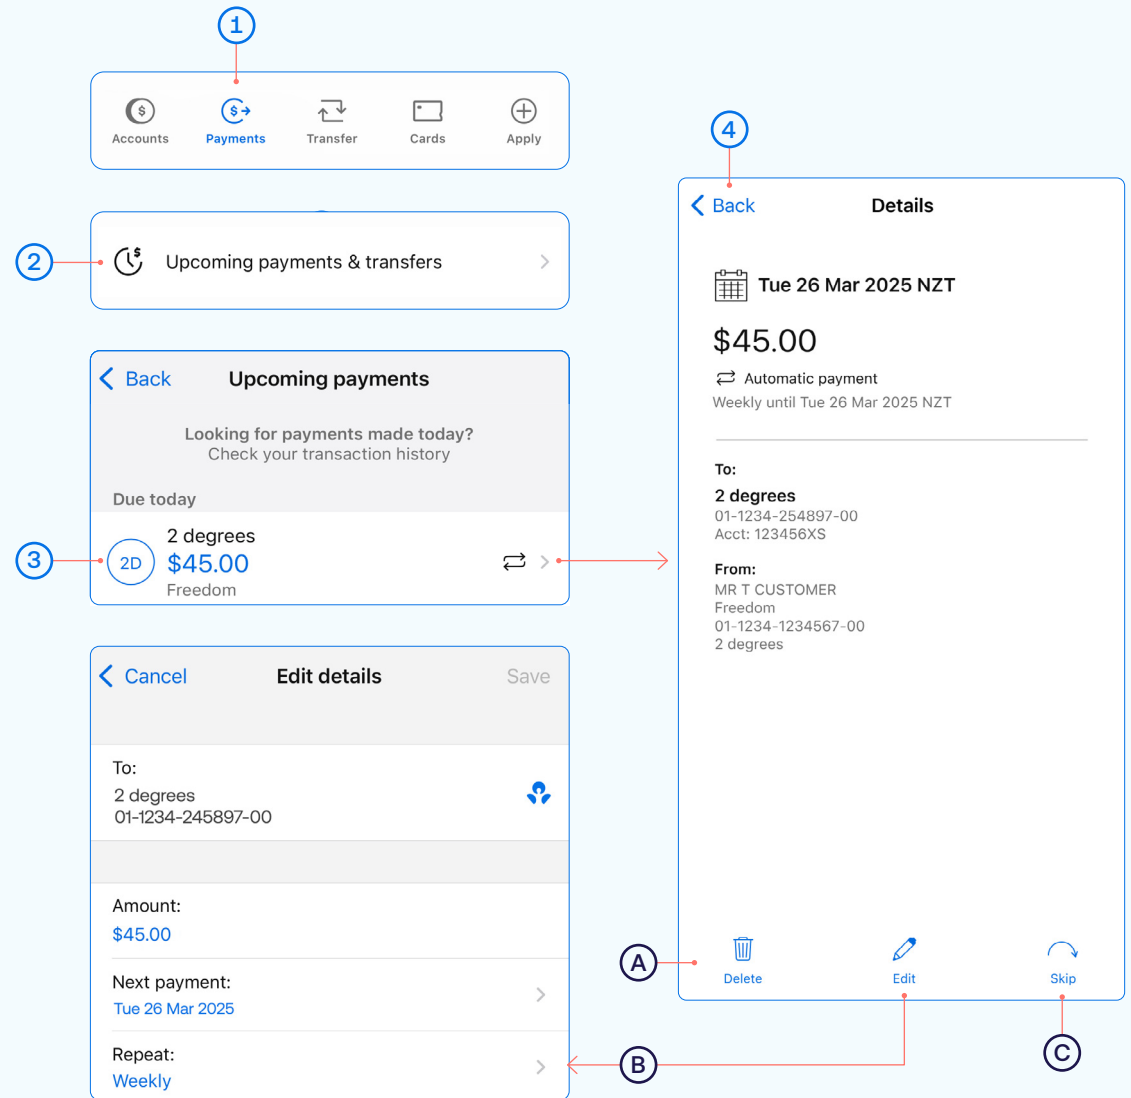 1
Accounts
Payments
Transfer
Cards
Apply
2
Upcoming payments & transfers
Back
Upcoming payments
Looking for payments made today?
Check your transaction history
Due today
3
2D
2 degrees
$45.00
Freedom
Cancel
Edit details
Save
To:
2 degrees
01-1234-245897-00
Amount:
$45.00
Next payment:
Tue 26 Mar 2025
Repeat:
Weekly
4
Back
Details
Tue 26 Mar 2025 NZT
$45.00
Automatic payment
Weekly until Tue 26 Mar 2025 NZT
To:
2 degrees
01-1234-254897-00
Acct: 123456XS
From:
MR T CUSTOMER
Freedom
01-1234-1234567-00
2 degrees
A
Delete
Edit
Skip
B
C